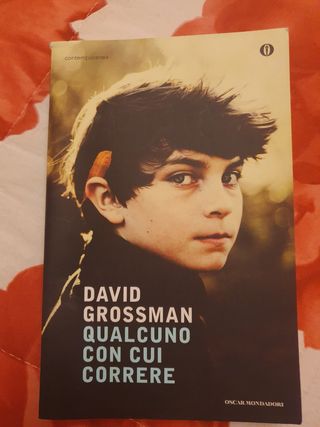 contemporanea
DAVID
GROSSMAN
QUALCUNO
CON CUI
CORRERE
OSCAR MONDADORI